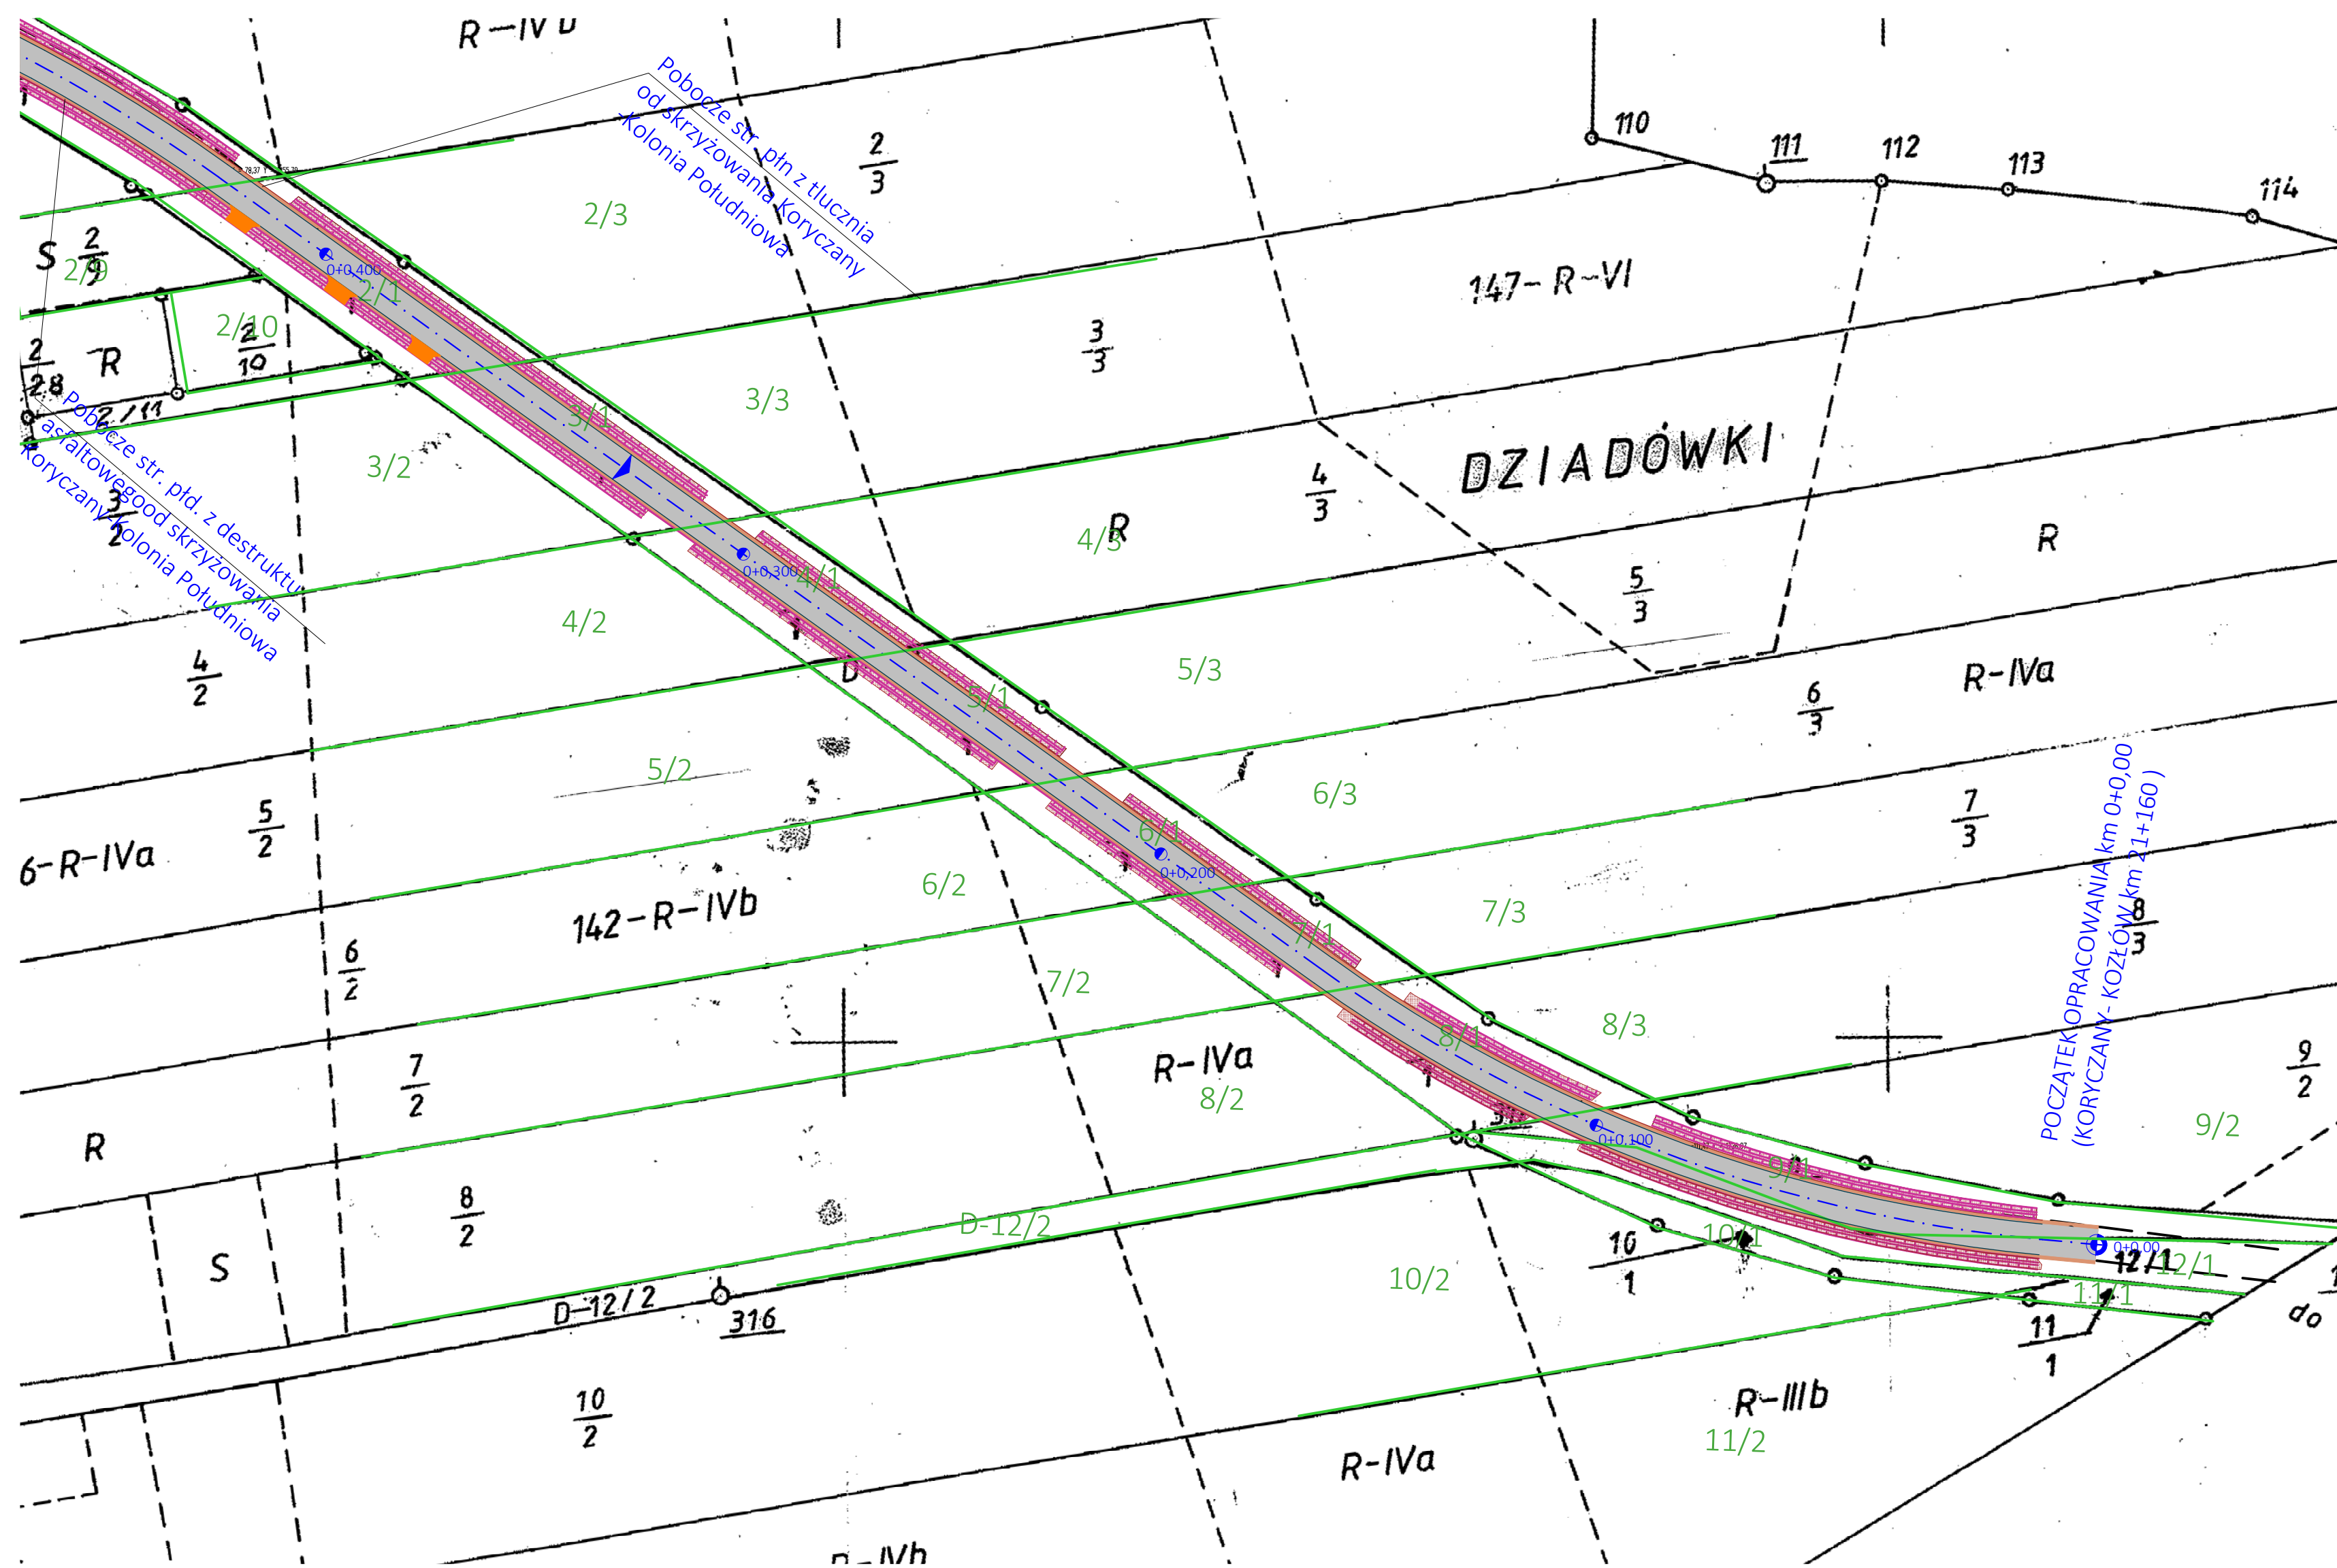 R-IVb
Pobocze str. płn z tłucznia
od skrzyżowania Koryczany
-Kolonia Południowa
2
3
2/3
110
111
112
113
114
147-R-VI
S
2
9
2/9
0+0,400
2/1
2/10
2
10
2
28
R
2/11
3
3
3/3
3/1
3/2
3
2
Pobocze str. płd. z destruktu
asfaltowegood skrzyżowania
Koryczany-Kolonia Południowa
DZIADÓWKI
4
3
R
4/3
R
5
3
0+0,300
4/1
4/2
4
2
D
5/3
5/1
5/2
R-IVa
6
3
6/3
6/1
0+0,200
6/2
5
2
6-R-IVa
142-R-IVb
6
2
7
3
7/3
7/1
7/2
POCZĄTEK OPRACOWANIA km 0+0,00
(KORYCZANY- KOZŁÓW km 21+160 )
8
3
8/3
8/1
R-IVa
8/2
7
2
R
9
2
9/2
0+0,100
9/1
8
2
S
D-12/2
D-12/2
316
10/2
10
1
10/1
0+0,00
12/1
12/1
11/1
11
1
do
10
2
R-IIIb
11/2
R-IVa
R-IVb